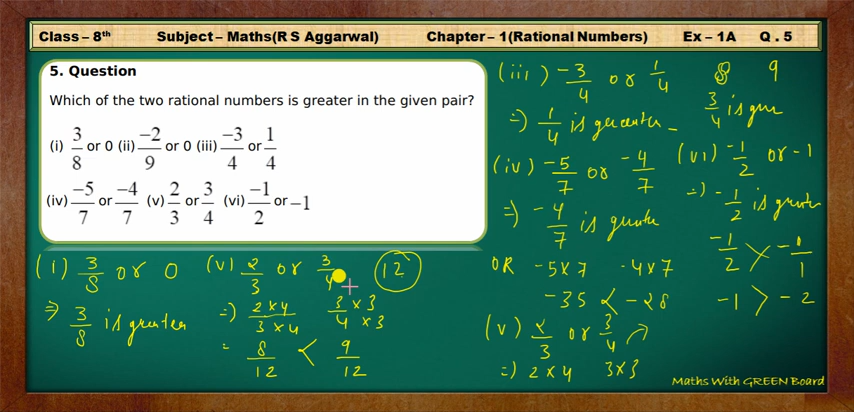 Class – 8th Subject – Maths(R S Aggarwal) Chapter – 1(Rational Numbers) Ex – 1A Q . 5
5. Question
Which of the two rational numbers is greater in the given pair?
(i) 3/8 or 0 (ii) -2/9 or 0 (iii) -3/4 or 1/4
(iv) -5/7 or -4/7 (v) 2/3 or 3/4 (vi) -1/2 or -1
(i) 3/8 or 0
⇒ 3/8 is greater
(v) 2/3 or 3/4 12
⇒ 2×4/3×4 3×3/4×3
= 8/12 < 9/12
(iii) -3/4 or 1/4
⇒ 1/4 is
(iv) -5/7 or -4/7
⇒ -4/7 is
OR -5×7 -4×7
-35 < -28
(v) 2/3 or 3/4
⇒ 2×4 3×3
8 9
3/4 is
(vi) -1/2 or -1
⇒ -1/2 is
-1/2 -1/1
-1 > -2
Maths With GREEN Board